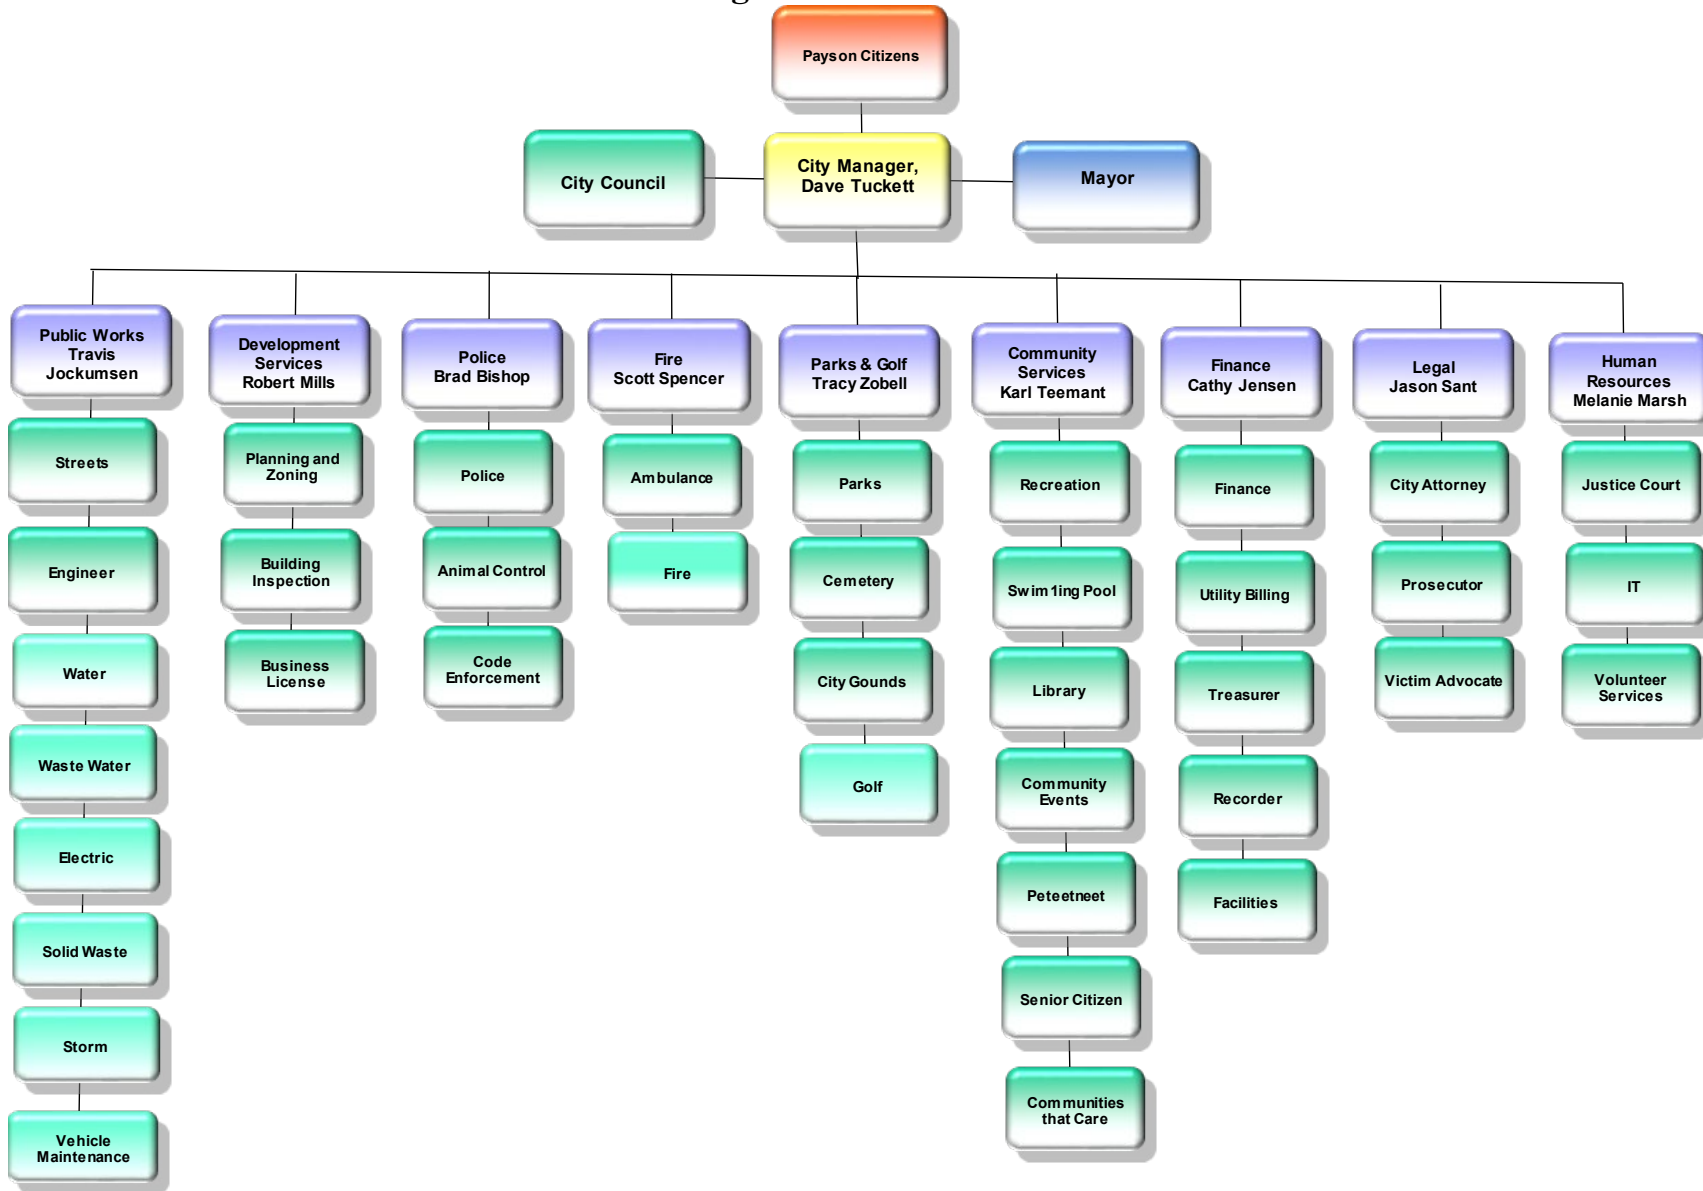 Payson Citizens
City Council
City Manager,
Dave Tuckett
Mayor
Public Works
Travis
Jockumsen
Development
Services
Robert Mills
Police
Brad Bishop
Fire
Scott Spencer
Parks & Golf
Tracy Zobell
Community
Services
Karl Teemant
Finance
Cathy Jensen
Legal
Jason Sant
Human
Resources
Melanie Marsh
Streets
Engineer
Water
Waste Water
Electric
Solid Waste
Storm
Vehicle
Maintenance
Planning and
Zoning
Building
Inspection
Business
License
Police
Animal Control
Code
Enforcement
Ambulance
Fire
Parks
Cemetery
City Gounds
Golf
Recreation
Swim1ing Pool
Library
Community
Events
Peteetneet
Senior Citizen
Communities
that Care
Finance
Utility Billing
Treasurer
Recorder
Facilities
City Attorney
Prosecutor
Victim Advocate
Justice Court
IT
Volunteer
Services